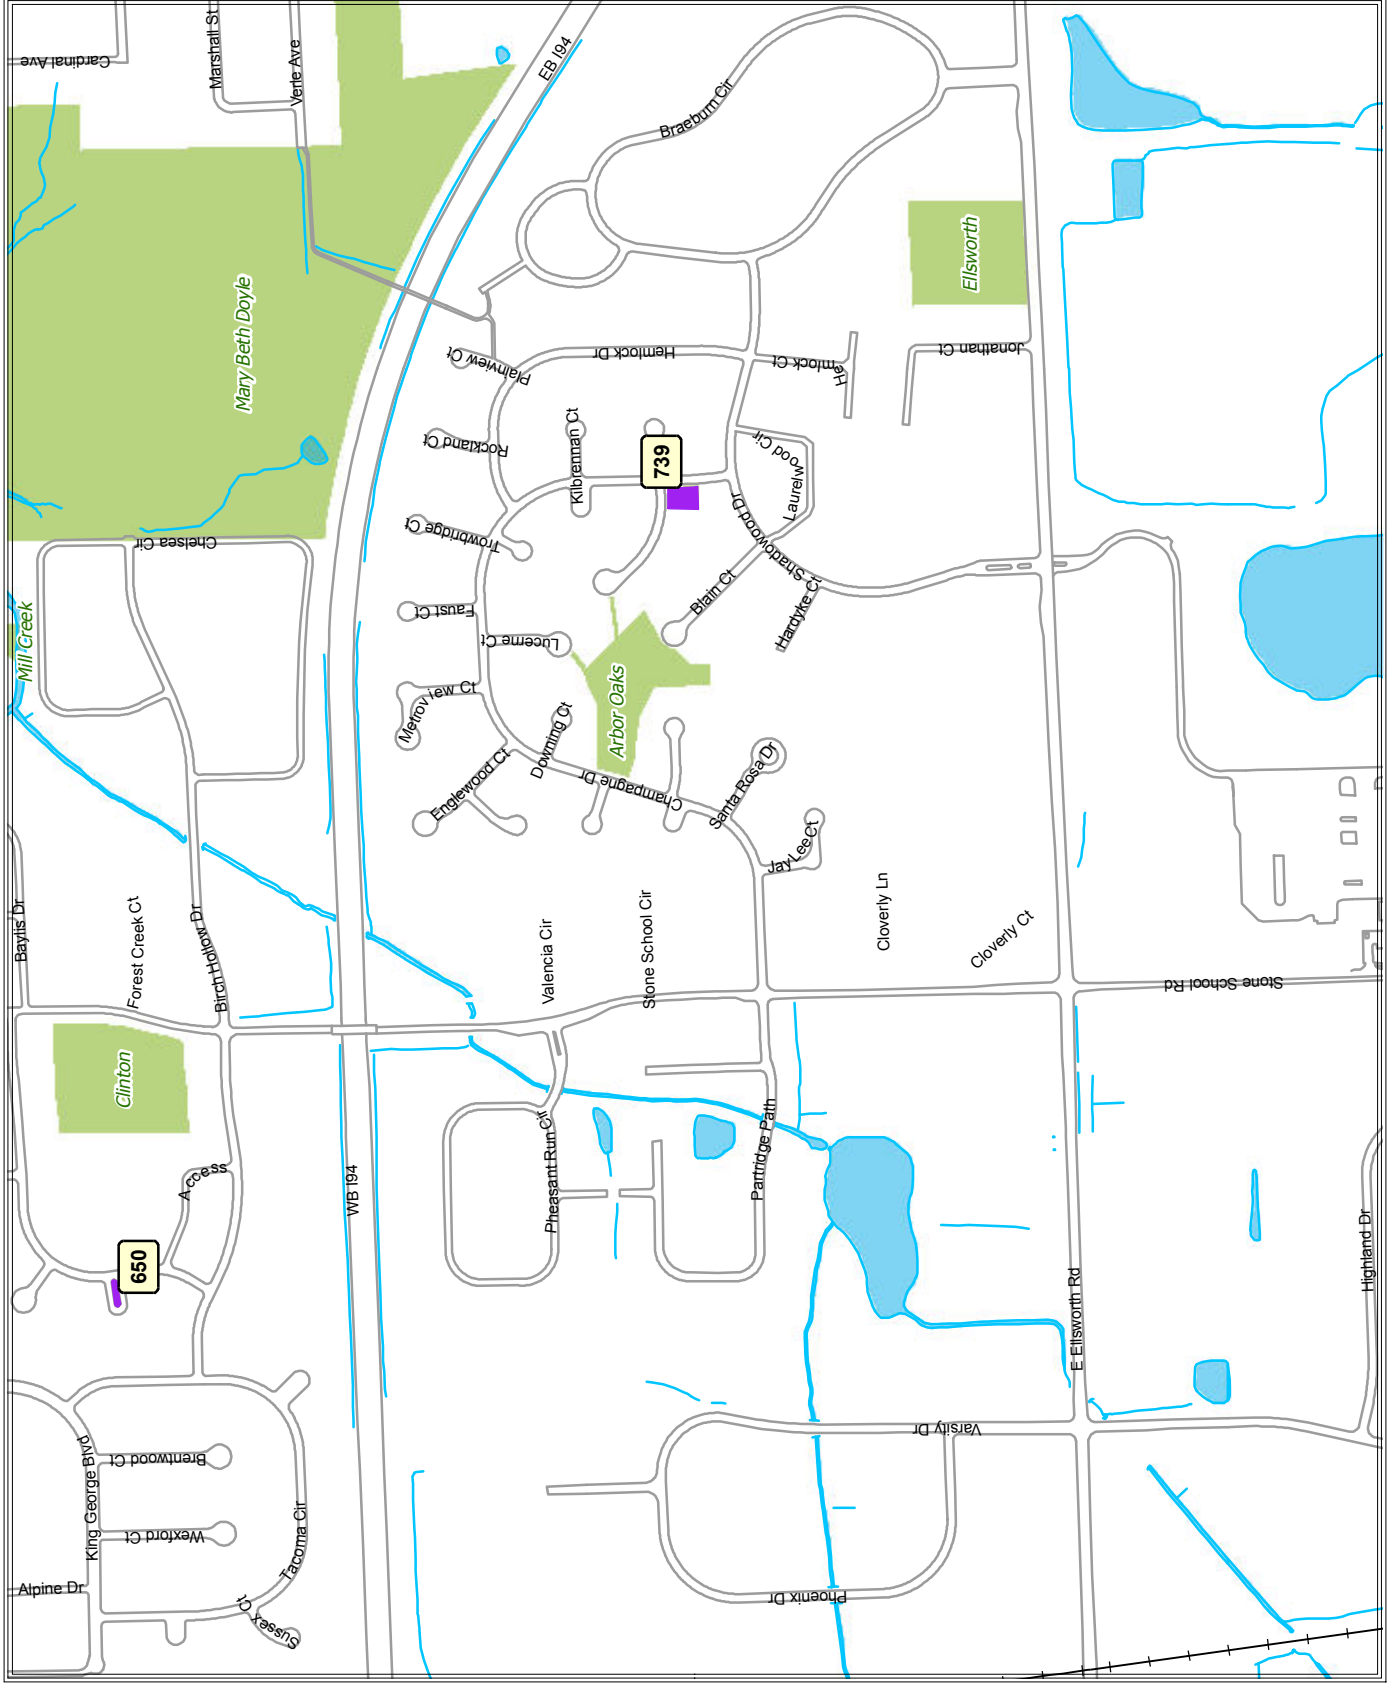 Cardinal Ave
Marshall St
Verle Ave
EB I94
Braeburn Cir
Ellsworth
Mary Beth Doyle
Plainview Ct
Hemlock Dr
Hemlock Ct
Jonathan Ct
Rockland Ct
Kilbrennan Ct
739
Laurelwood Cir
Shadowood Dr
Trowbridge Ct
Chelsea Cir
Mill Creek
Faust Ct
Lucerne Ct
Blain Ct
Hardyke Ct
Arbor Oaks
Metroview Ct
Downing Ct
Englewood Ct
Champagne Dr
Santa Rosa Dr
Jay Lee Ct
Baylis Dr
Forest Creek Ct
Birch Hollow Dr
Valencia Cir
Stone School Cir
Cloverly Ln
Cloverly Ct
Stone School Rd
Clinton
Access
WB I94
Pheasant Run Cir
Partridge Path
650
Highland Dr
E Ellsworth Rd
Varsity Dr
King George Blvd
Brentwood Ct
Wexford Ct
Tacoma Cir
Alpine Dr
Sussex Ct
Phoenix Dr